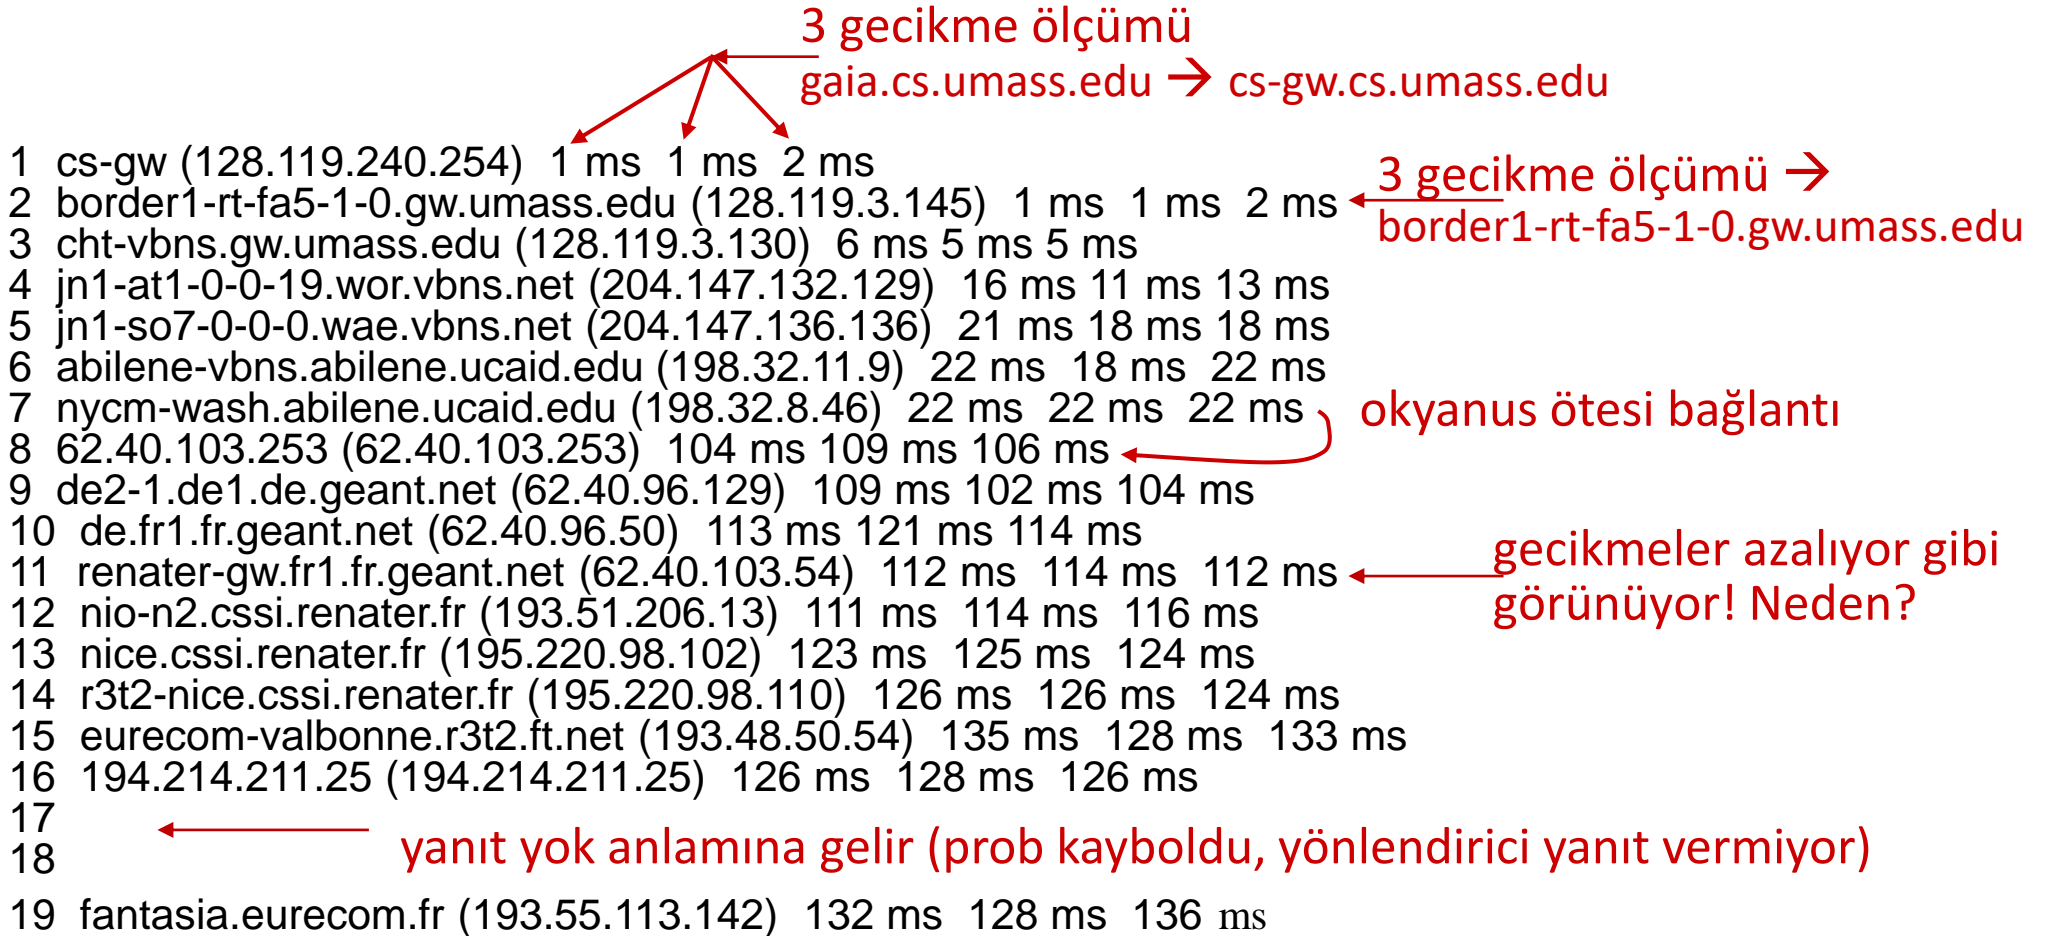 3 gecikme ölçümü
gaia.cs.umass.edu → cs-gw.cs.umass.edu
1 cs-gw (128.119.240.254) 1 ms 1 ms 2 ms
3 gecikme ölçümü →
border1-rt-fa5-1-0.gw.umass.edu
2 border1-rt-fa5-1-0.gw.umass.edu (128.119.3.145) 1 ms 1 ms 2 ms
3 cht-vbns.gw.umass.edu (128.119.3.130) 6 ms 5 ms 5 ms
4 jn1-at1-0-0-19.wor.vbns.net (204.147.132.129) 16 ms 11 ms 13 ms
5 jn1-so7-0-0-0.wae.vbns.net (204.147.136.136) 21 ms 18 ms 18 ms
6 abilene-vbns.abilene.ucaid.edu (198.32.11.9) 22 ms 18 ms 22 ms
7 nycm-wash.abilene.ucaid.edu (198.32.8.46) 22 ms 22 ms 22 ms
okyanus ötesi bağlantı
8 62.40.103.253 (62.40.103.253) 104 ms 109 ms 106 ms
9 de2-1.de1.de.geant.net (62.40.96.129) 109 ms 102 ms 104 ms
10 de.fr1.fr.geant.net (62.40.96.50) 113 ms 121 ms 114 ms
11 renater-gw.fr1.fr.geant.net (62.40.103.54) 112 ms 114 ms 112 ms
gecikmeler azalıyor gibi
görünüyor! Neden?
12 nio-n2.cssi.renater.fr (193.51.206.13) 111 ms 114 ms 116 ms
13 nice.cssi.renater.fr (195.220.98.102) 123 ms 125 ms 124 ms
14 r3t2-nice.cssi.renater.fr (195.220.98.110) 126 ms 126 ms 124 ms
15 eurecom-valbonne.r3t2.ft.net (193.48.50.54) 135 ms 128 ms 133 ms
16 194.214.211.25 (194.214.211.25) 126 ms 128 ms 126 ms
17
yanıt yok anlamına gelir (prob kayboldu, yönlendirici yanıt vermiyor)
18
19 fantasia.eurecom.fr (193.55.113.142) 132 ms 128 ms 136 ms